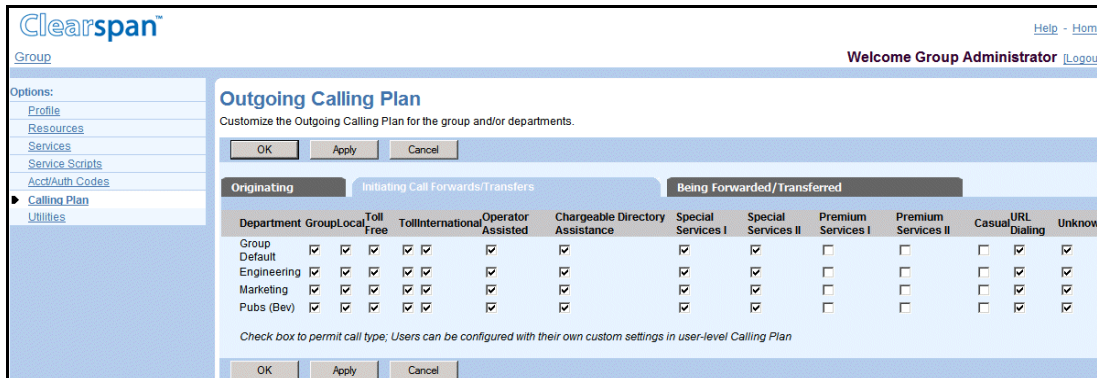 Clearspan™
Help - Hom
Group
Welcome Group Administrator [Logou
Options:
Profile
Resources
Services
Service Scripts
Acct/Auth Codes
Calling Plan
Utilities
Outgoing Calling Plan
Customize the Outgoing Calling Plan for the group and/or departments.
OK Apply Cancel
Originating Initiating Call Forwards/Transfers Being Forwarded/Transferred
Department Group Local Toll Free Toll International Operator Assisted Chargeable Directory Assistance Special Services I Special Services II Premium Services I Premium Services II Casual URL Dialing Unknow
Group Default
Engineering
Marketing
Pubs (Bev)
Check box to permit call type; Users can be configured with their own custom settings in user-level Calling Plan
OK Apply Cancel